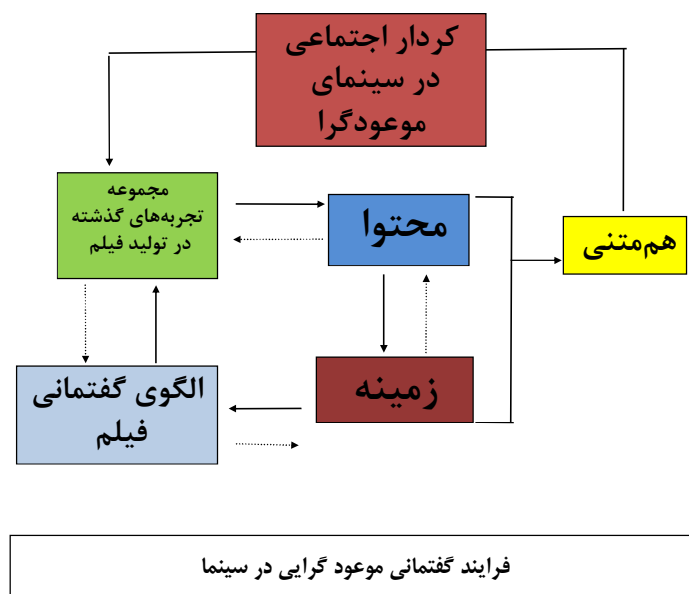 کردار اجتماعی
در سینمای
موعودگرا
مجموعه
تجربه‌های گذشته
در تولید فیلم
محتوا
هم‌متنی
الگوی گفتمانی
فیلم
زمینه
فرایند گفتمانی موعود گرایی در سینما